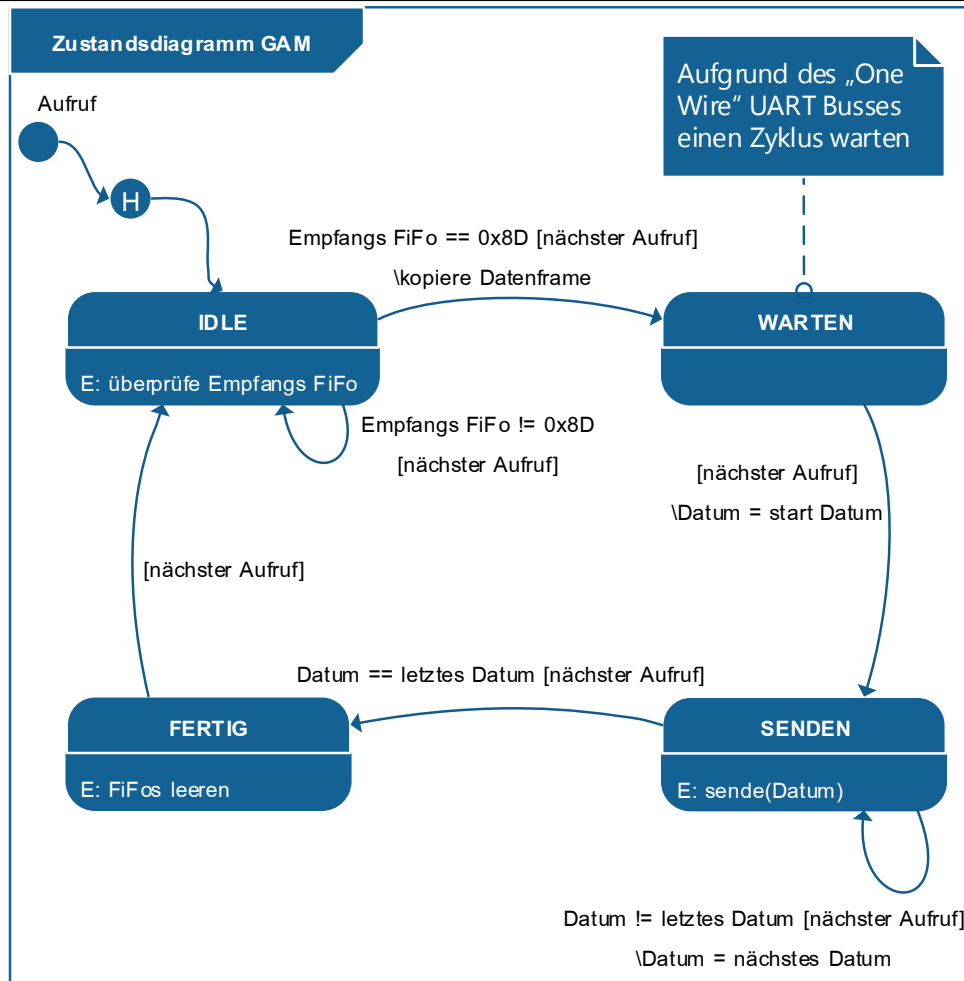 Zustandsdiagramm GAM
Aufruf
H
Aufgrund des „One
Wire“ UART Busses
einen Zyklus warten
Empfangs FiFo == 0x8D [nächster Aufruf]
\kopiere Datenframe
IDLE
E: überprüfe Empfangs FiFo
WARTEN
Empfangs FiFo != 0x8D
[nächster Aufruf]
[nächster Aufruf]
\Datum = start Datum
[nächster Aufruf]
Datum == letztes Datum [nächster Aufruf]
FERTIG
E: FiFos leeren
SENDEN
E: sende(Datum)
Datum != letztes Datum [nächster Aufruf]
\Datum = nächstes Datum